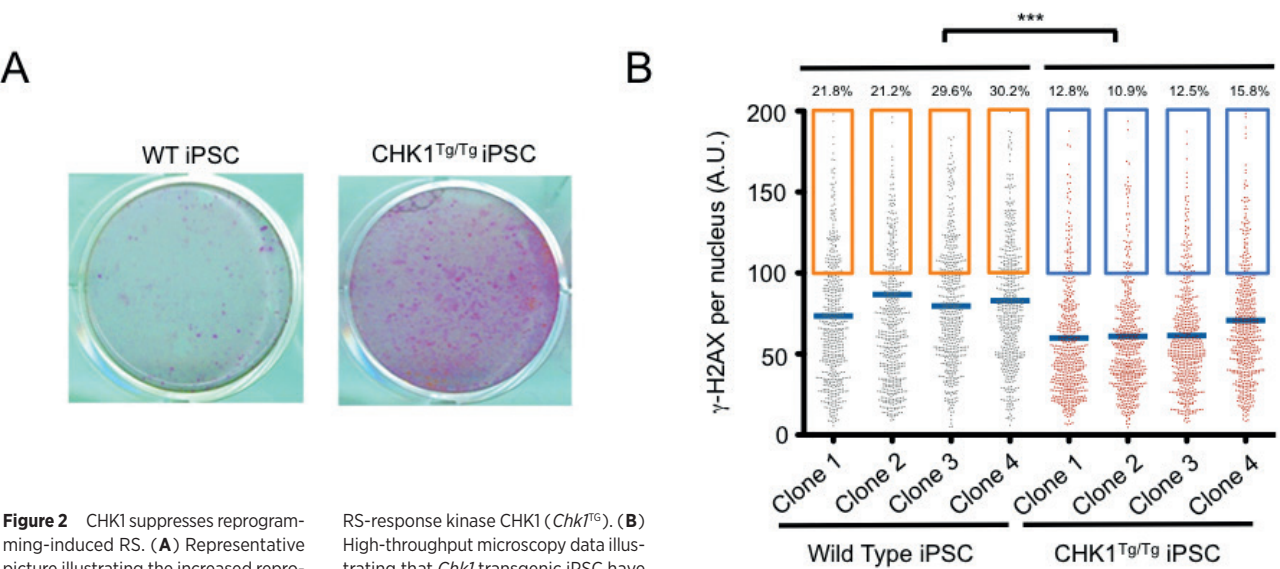 A
WT iPSC
CHK1Tg/Tg iPSC
B
***
21.8% 21.2% 29.6% 30.2% 12.8% 10.9% 12.5% 15.8%
γ-H2AX per nucleus (A.U.)
200
150
100
50
0
Clone 1 Clone 2 Clone 3 Clone 4 Clone 1 Clone 2 Clone 3 Clone 4
Wild Type iPSC
CHK1Tg/Tg iPSC
Figure 2 CHK1 suppresses reprogram-
ming-induced RS. (A) Representative
picture illustrating the increased repro-
RS-response kinase CHK1 (Chk1TG). (B)
High-throughput microscopy data illus-
trating that Chk1 transgenic iPSC have